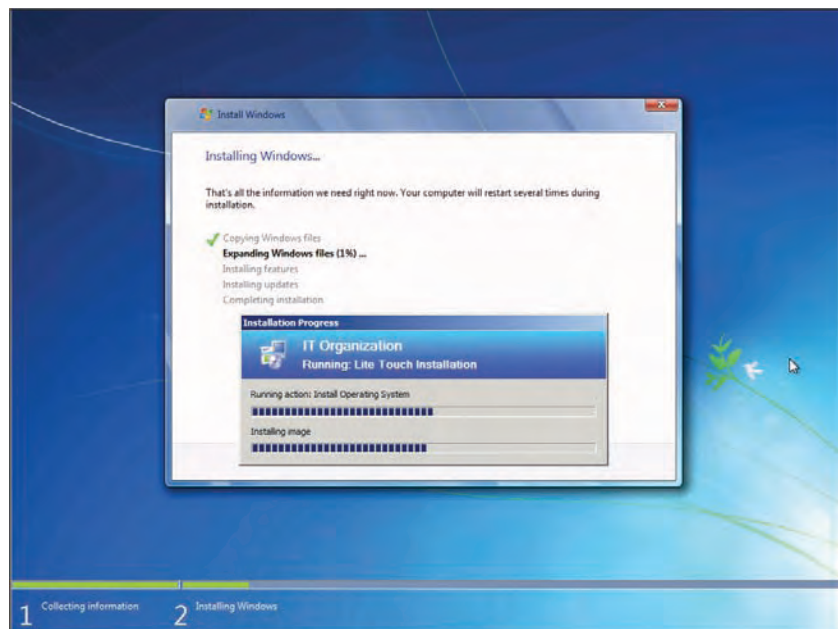 Install Windows
Installing Windows...
That's all the information we need right now. Your computer will restart several times during
installation.
Copying Windows files
Expanding Windows files (1%) ...
Installing features
Installing updates
Completing installation
Installation Progress
IT Organization
Running: Lite Touch Installation
Running action: Install Operating System
Installing image
1 Collecting information 2 Installing Windows